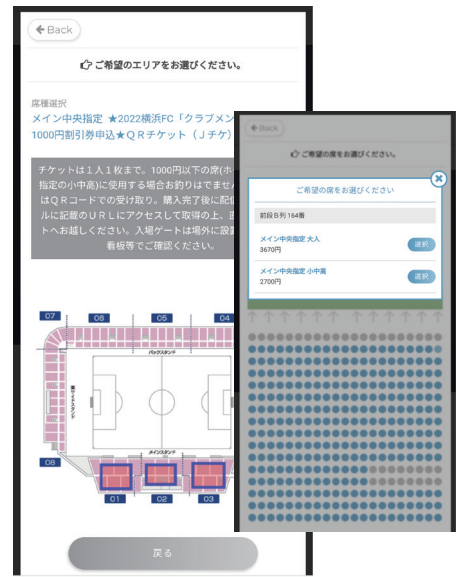 Back
ご希望のエリアをお選びください。
席種選択
メイン中央指定 ★2022横浜FC「クラブメン
1000円割引券申込★QRチケット(Jチケ)
チケットは1人1枚まで。1000円以下の席(ホ
指定の小中高)に使用する場合お釣りはでませ
はQRコードでの受け取り。購入完了後に配信
ルに記載のURLにアクセスして取得の上、
トへお越しください。入場ゲートは場外に設
看板等でご確認ください。
07
06
05
04
バックスタンド
メインスタンド
08
01
02
03
戻る
Back
ご希望の席をお選びください。
ご希望の席をお選びください
前段B列 164番
メイン中央指定 大人
3670円
選択
メイン中央指定 小中高
2700円
選択